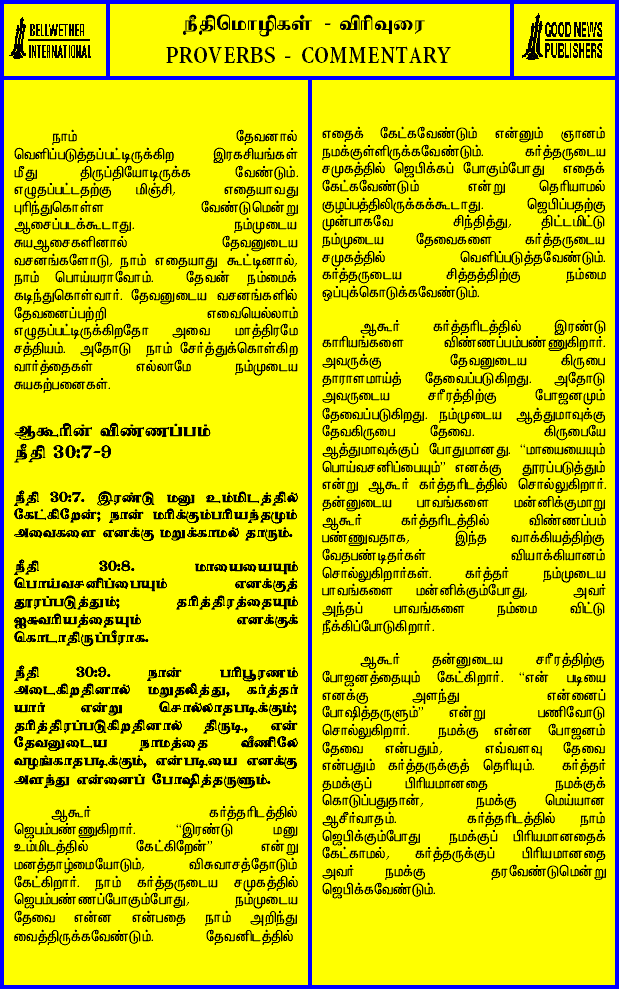 BELLWETHER
INTERNATIONAL
நீதிமொழிகள் - விரிவுரை
PROVERBS - COMMENTARY
GOOD NEWS
PUBLISHERS
நாம் தேவனால்
வெளிப்படுத்தப்பட்டிருக்கிற இரகசியங்கள்
மீது திருப்தியோடிருக்க வேண்டும்.
எழுதப்பட்டதற்கு மிஞ்சி, எதையாவது
புரிந்துகொள்ள வேண்டுமென்று
ஆசைப்படக்கூடாது. நம்முடைய
சுயஆசைகளினால் தேவனுடைய
வசனங்களோடு, நாம் எதையாது கூட்டினால்,
நாம் பொய்யராவோம். தேவன் நம்மைக்
கடிந்துகொள்வார். தேவனுடைய வசனங்களில்
தேவனைப்பற்றி எவையெல்லாம்
எழுதப்பட்டிருக்கிறதோ அவை மாத்திரமே
சத்தியம். அதோடு நாம் சேர்த்துக்கொள்கிற
வார்த்தைகள் எல்லாமே நம்முடைய
சுயகற்பனைகள்.
ஆகூரின் விண்ணப்பம்
நீதி 30:7-9
நீதி 30:7. இரண்டு மனு உம்மிடத்தில்
கேட்கிறேன்; நான் மரிக்கும்பரியந்தமும்
அவைகளை எனக்கு மறுக்காமல் தாரும்.
நீதி 30:8. மாயையையும்
பொய்வசனிப்பையும் எனக்குத்
தூரப்படுத்தும்; தரித்திரத்தையும்
ஐசுவரியத்தையும் எனக்குக்
கொடாதிருப்பீராக.
நீதி 30:9. நான் பரிபூரணம்
அடைகிறதினால் மறுதலித்து, கர்த்தர்
யார் என்று சொல்லாதபடிக்கும்;
தரித்திரப்படுகிறதினால் திருடி, என்
தேவனுடைய நாமத்தை வீணிலே
வழங்காதபடிக்கும், என்படியை எனக்கு
அளந்து என்னைப் போஷித்தருளும்.
ஆகூர் கர்த்தரிடத்தில்
ஜெபம்பண்ணுகிறார். “இரண்டு மனு
உம்மிடத்தில் கேட்கிறேன்” என்று
மனத்தாழ்மையோடும், விசுவாசத்தோடும்
கேட்கிறார். நாம் கர்த்தருடைய சமுகத்தில்
ஜெபம்பண்ணப்போகும்போது, நம்முடைய
தேவை என்ன என்பதை நாம் அறிந்து
வைத்திருக்கவேண்டும். தேவனிடத்தில்
எதைக் கேட்கவேண்டும் என்னும் ஞானம்
நமக்குள்ளிருக்கவேண்டும். கர்த்தருடைய
சமுகத்தில் ஜெபிக்கப் போகும்போது எதைக்
கேட்கவேண்டும் என்று தெரியாமல்
குழப்பத்திலிருக்கக்கூடாது. ஜெபிப்பதற்கு
முன்பாகவே சிந்தித்து, திட்டமிட்டு
நம்முடைய தேவைகளை கர்த்தருடைய
சமுகத்தில் வெளிப்படுத்தவேண்டும்.
கர்த்தருடைய சித்தத்திற்கு நம்மை
ஒப்புக்கொடுக்கவேண்டும்.
ஆகூர் கர்த்தரிடத்தில் இரண்டு
காரியங்களை விண்ணப்பம்பண்ணுகிறார்.
அவருக்கு தேவனுடைய கிருபை
தாராளமாய்த் தேவைப்படுகிறது. அதோடு
அவருடைய சரீரத்திற்கு போஜனமும்
தேவைப்படுகிறது. நம்முடைய ஆத்துமாவுக்கு
தேவகிருபை தேவை. கிருபையே
ஆத்துமாவுக்குப் போதுமானது. “மாயையையும்
பொய்வசனிப்பையும்” எனக்கு தூரப்படுத்தும்
என்று ஆகூர் கர்த்தரிடத்தில் சொல்லுகிறார்.
தன்னுடைய பாவங்களை மன்னிக்குமாறு
ஆகூர் கர்த்தரிடத்தில் விண்ணப்பம்
பண்ணுவதாக, இந்த வாக்கியத்திற்கு
வேதபண்டிதர்கள் வியாக்கியானம்
சொல்லுகிறார்கள். கர்த்தர் நம்முடைய
பாவங்களை மன்னிக்கும்போது, அவர்
அந்தப் பாவங்களை நம்மை விட்டு
நீக்கிப்போடுகிறார்.
ஆகூர் தன்னுடைய சரீரத்திற்கு
போஜனத்தையும் கேட்கிறார். “என் படியை
எனக்கு அளந்து என்னைப்
போஷித்தருளும்” என்று பணிவோடு
சொல்லுகிறார். நமக்கு என்ன போஜனம்
தேவை என்பதும், எவ்வளவு தேவை
என்பதும் கர்த்தருக்குத் தெரியும். கர்த்தர்
தமக்குப் பிரியமானதை நமக்குக்
கொடுப்பதுதான், நமக்கு மெய்யான
ஆசீர்வாதம். கர்த்தரிடத்தில் நாம்
ஜெபிக்கும்போது நமக்குப் பிரியமானதைக்
கேட்காமல், கர்த்தருக்குப் பிரியமானதை
அவர் நமக்கு தரவேண்டுமென்று
ஜெபிக்கவேண்டும்.